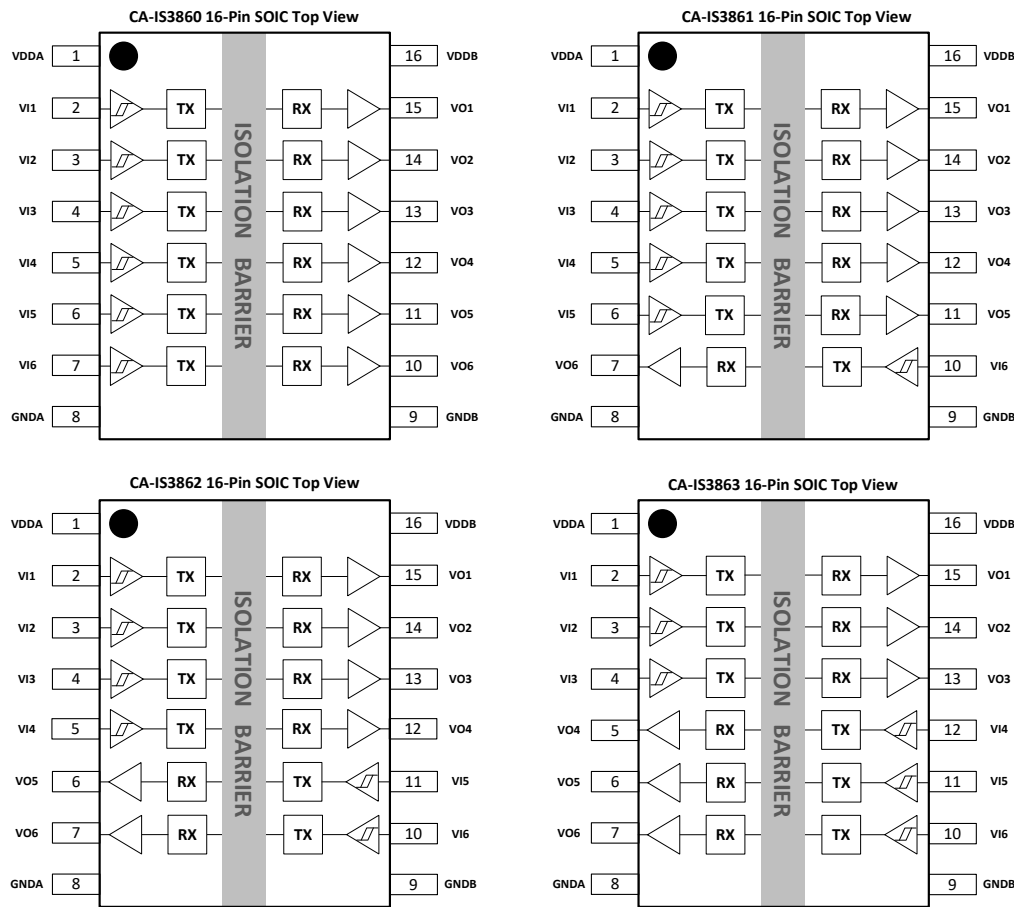 CA-IS3860 16-Pin SOIC Top View
VDDA 1 16 VDDB
VI1 2 TX RX 15 VO1
VI2 3 TX RX 14 VO2
VI3 4 TX RX 13 VO3
VI4 5 TX RX 12 VO4
VI5 6 TX RX 11 VO5
VI6 7 TX RX 10 VO6
GNDA 8 9 GNDB
ISOLATION BARRIER
CA-IS3861 16-Pin SOIC Top View
VDDA 1 16 VDDB
VI1 2 TX RX 15 VO1
VI2 3 TX RX 14 VO2
VI3 4 TX RX 13 VO3
VI4 5 TX RX 12 VO4
VI5 6 TX RX 11 VO5
VO6 7 RX TX 10 VI6
GNDA 8 9 GNDB
ISOLATION BARRIER
CA-IS3862 16-Pin SOIC Top View
VDDA 1 16 VDDB
VI1 2 TX RX 15 VO1
VI2 3 TX RX 14 VO2
VI3 4 TX RX 13 VO3
VI4 5 TX RX 12 VO4
VO5 6 RX TX 11 VI5
VO6 7 RX TX 10 VI6
GNDA 8 9 GNDB
ISOLATION BARRIER
CA-IS3863 16-Pin SOIC Top View
VDDA 1 16 VDDB
VI1 2 TX RX 15 VO1
VI2 3 TX RX 14 VO2
VI3 4 TX RX 13 VO3
VO4 5 RX TX 12 VI4
VO5 6 RX TX 11 VI5
VO6 7 RX TX 10 VI6
GNDA 8 9 GNDB
ISOLATION BARRIER